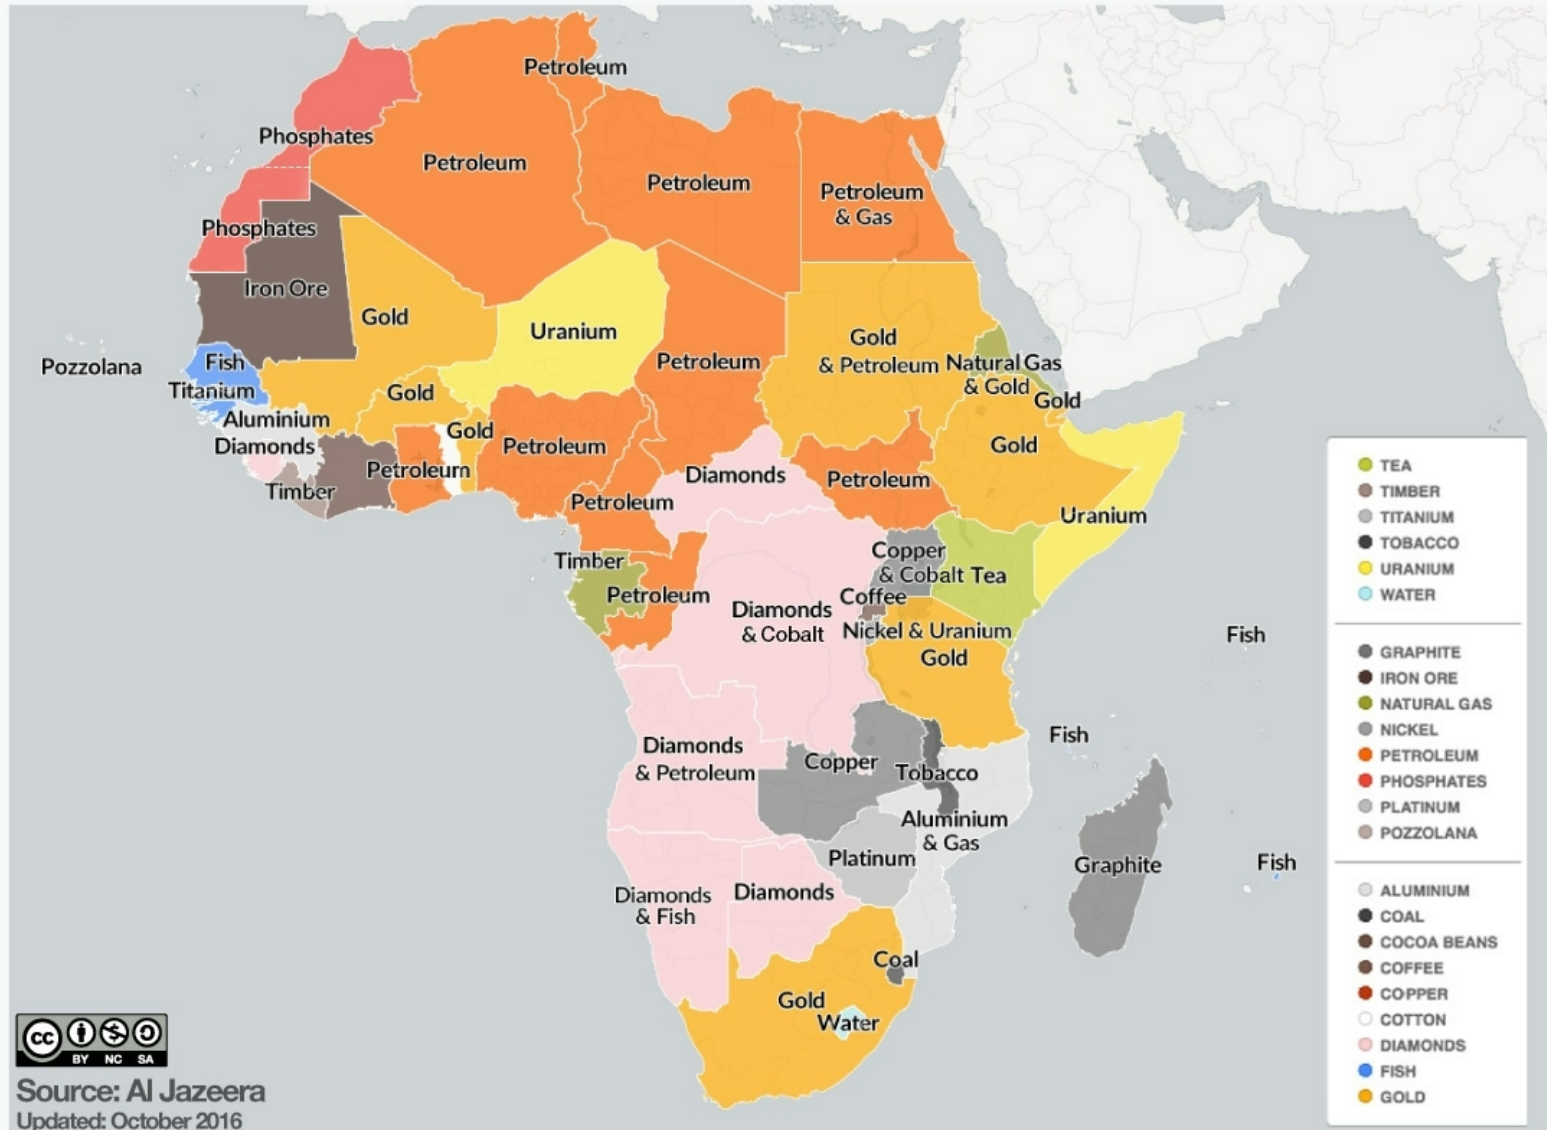 Petroleum
Phosphates
Petroleum
Petroleum
Petroleum
& Gas
Phosphates
Iron Ore
Gold
Uranium
Gold
& Petroleum
Petroleum
Natural Gas
& Gold
Pozzolana
Fish
Titanium
Gold
Gold
Aluminium
Gold
Gold
Diamonds
Petroleum
Petroleum
Diamonds
Petroleum
Timber
Petroleum
Uranium
Copper
& Cobalt
Tea
Timber
Petroleum
Coffee
Diamonds
& Cobalt
Nickel & Uranium
Gold
Fish
Fish
Diamonds
& Petroleum
Copper
Tobacco
Aluminium
& Gas
Platinum
Graphite
Fish
Diamonds
& Fish
Diamonds
Coal
Gold
Water
TEA
TIMBER
TITANIUM
TOBACCO
URANIUM
WATER
GRAPHITE
IRON ORE
NATURAL GAS
NICKEL
PETROLEUM
PHOSPHATES
PLATINUM
POZZOLANA
ALUMINIUM
COAL
COCOA BEANS
COFFEE
COPPER
COTTON
DIAMONDS
FISH
GOLD
cc
BY NC SA
Source: Al Jazeera
Updated: October 2016